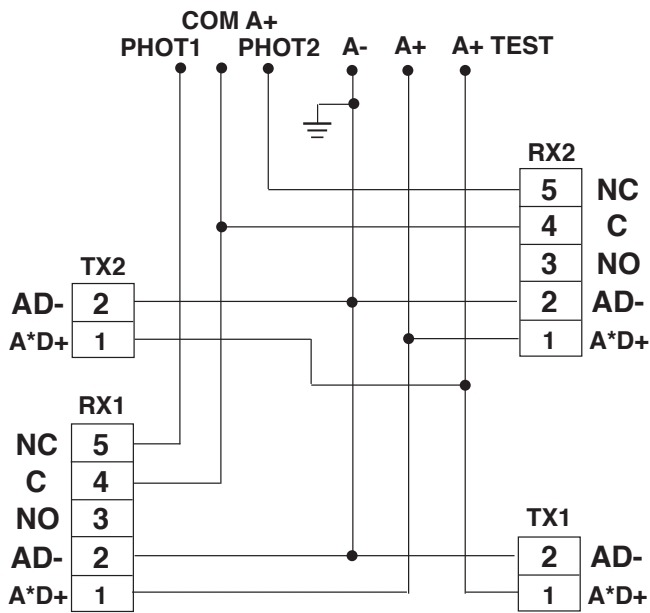 COM A+
PHOT1 PHOT2 A- A+ A+ TEST
RX2
5 NC
4 C
3 NO
2 AD-
1 A*D+
TX2
AD- 2
A*D+ 1
RX1
NC 5
C 4
NO 3
AD- 2
A*D+ 1
TX1
2 AD-
1 A*D+